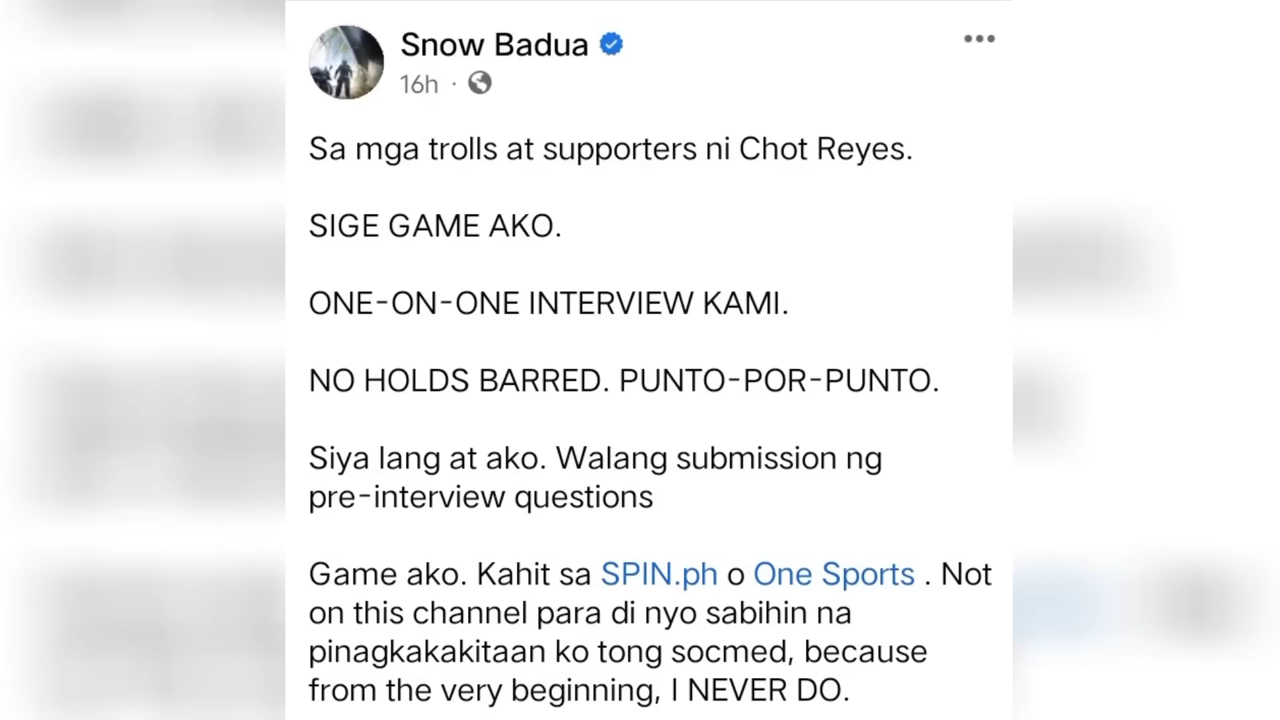 Snow Badua
16h ·
Sa mga trolls at supporters ni Chot Reyes.
SIGE GAME AKO.
ONE-ON-ONE INTERVIEW KAMI.
NO HOLDS BARRED. PUNTO-POR-PUNTO.
Siya lang at ako. Walang submission ng
pre-interview questions
Game ako. Kahit sa SPIN.ph o One Sports . Not
on this channel para di nyo sabihin na
pinagkakakitaan ko tong socmed, because
from the very beginning, I NEVER DO.